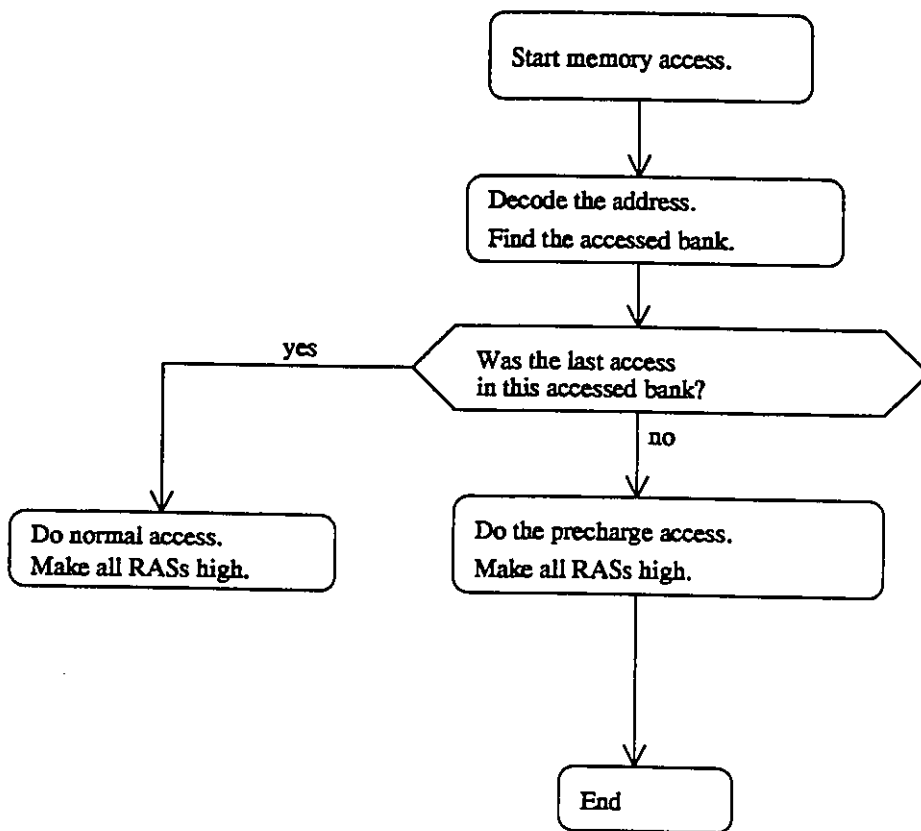 Start memory access.
Decode the address.
Find the accessed bank.
Was the last access
in this accessed bank?
yes
no
Do normal access.
Make all RASs high.
Do the precharge access.
Make all RASs high.
End